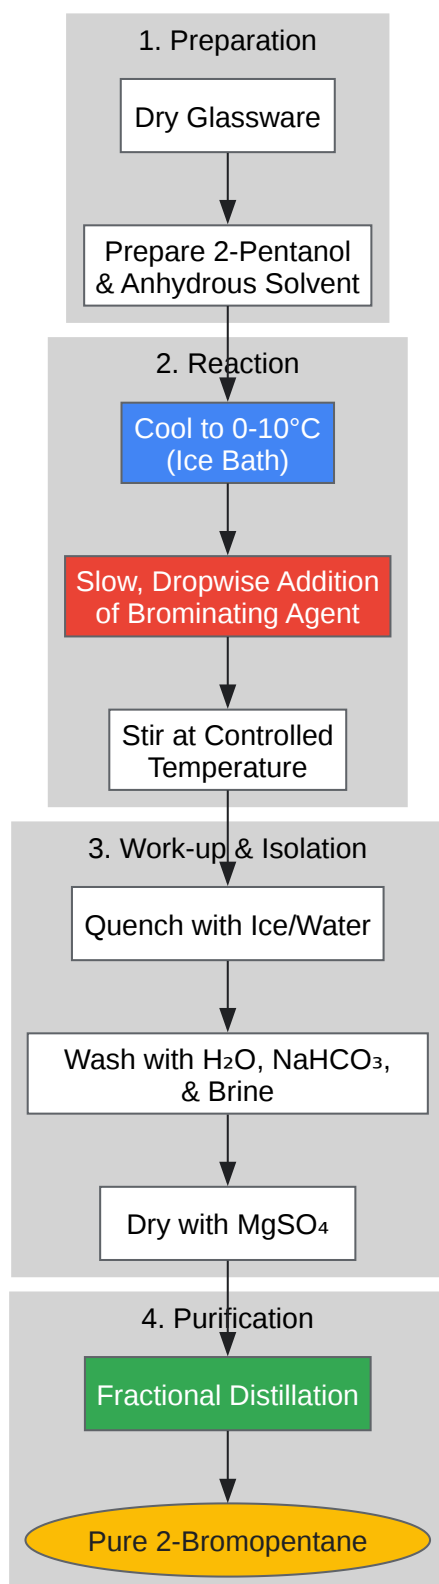 1. Preparation
Dry Glassware
Prepare 2-Pentanol
& Anhydrous Solvent
2. Reaction
Cool to 0-10°C
(Ice Bath)
Slow, Dropwise Addition
of Brominating Agent
Stir at Controlled
Temperature
3. Work-up & Isolation
Quench with Ice/Water
Wash with H₂O, NaHCO₃,
& Brine
Dry with MgSO₄
4. Purification
Fractional Distillation
Pure 2-Bromopentane